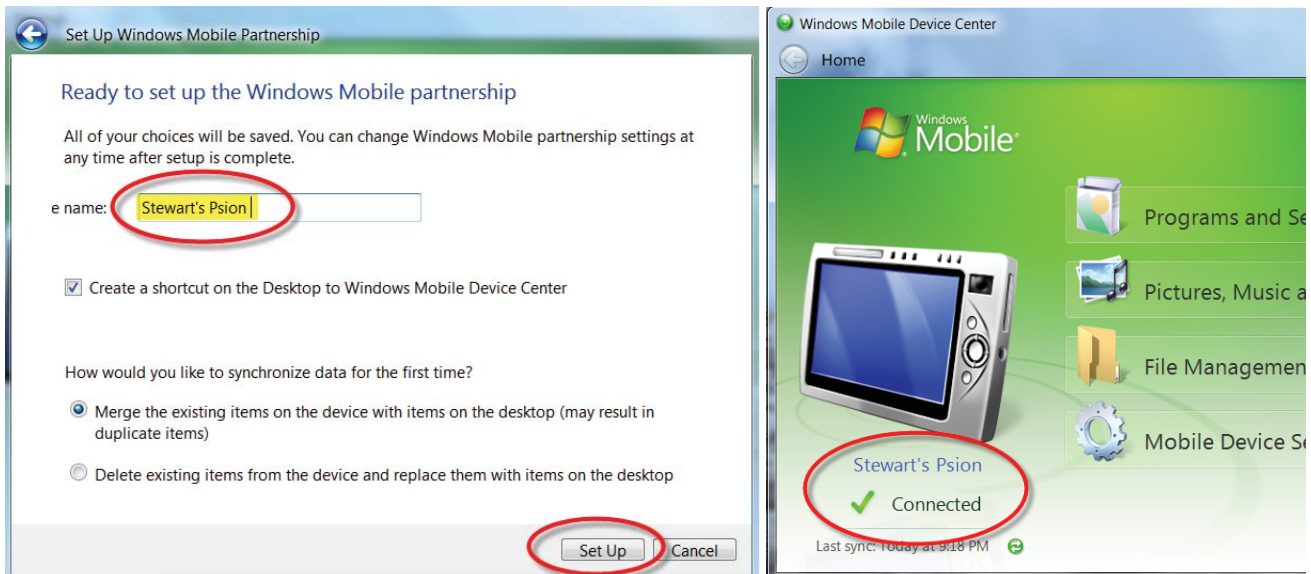 Set Up Windows Mobile Partnership
Ready to set up the Windows Mobile partnership
All of your choices will be saved. You can change Windows Mobile partnership settings at
any time after setup is complete.
e name: Stewart's Psion
Create a shortcut on the Desktop to Windows Mobile Device Center
How would you like to synchronize data for the first time?
Merge the existing items on the device with items on the desktop (may result in
duplicate items)
Delete existing items from the device and replace them with items on the desktop
Set Up Cancel
Windows Mobile Device Center
Home
Windows
Mobile
Programs and Se
Pictures, Music a
File Managemen
Mobile Device Se
Stewart's Psion
Connected
Last sync: Today at 9:18 PM